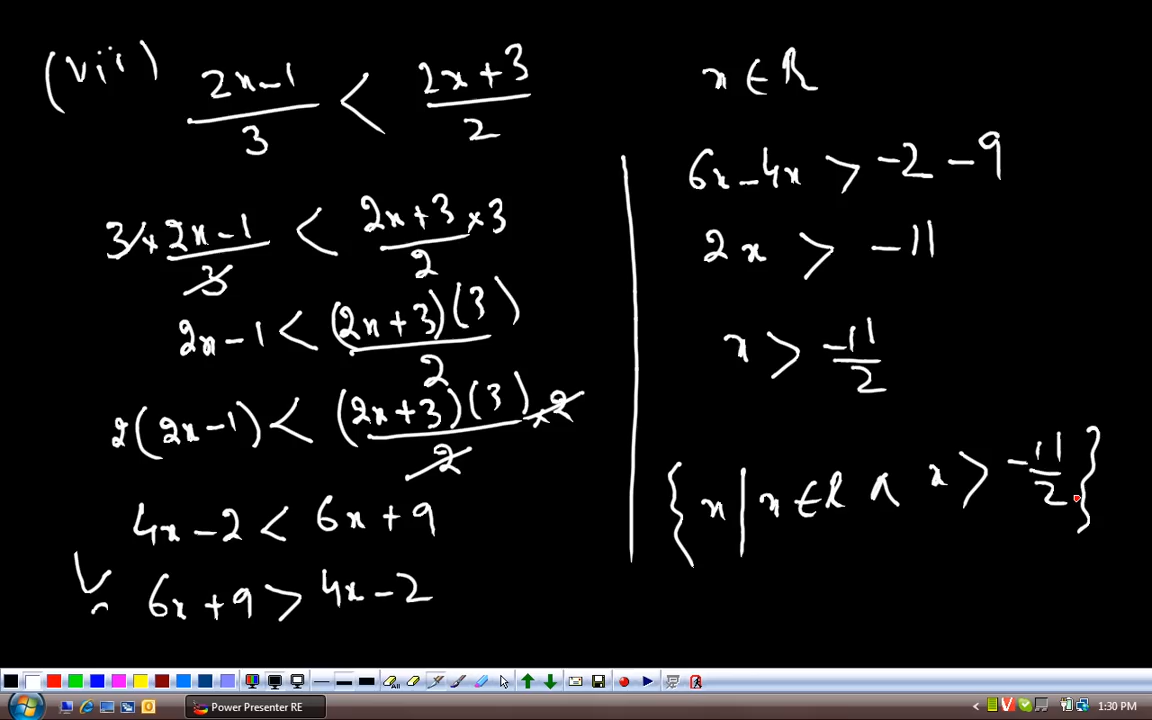 (vii) (2x-1)/3 < (2x+3)/2
3 × (2x-1)/3 < (2x+3)/2 × 3
2x-1 < (2x+3)(3)/2
2(2x-1) < (2x+3)(3)/2 × 2
4x-2 < 6x+9
6x+9 > 4x-2
x ∈ R
6x-4x > -2-9
2x > -11
x > -11/2
{x|x∈R ∧ x > -11/2}
Power Presenter RE
1:30 PM